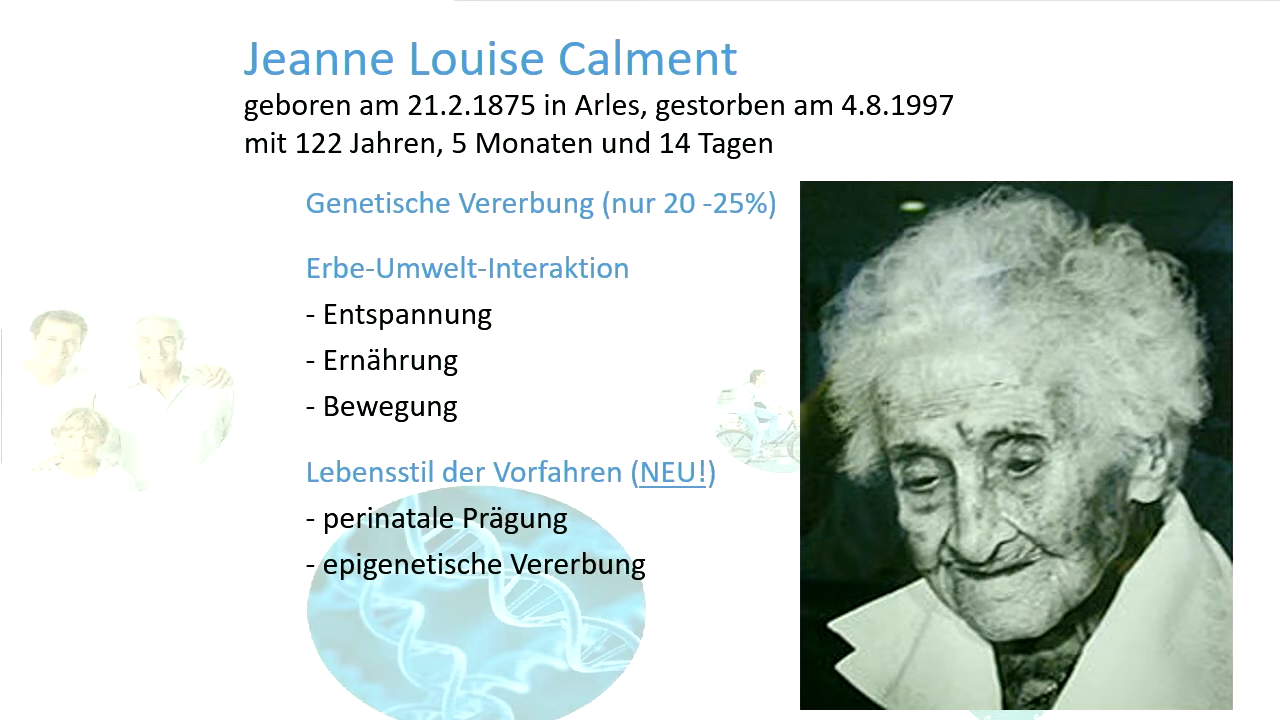 Jeanne Louise Calment
geboren am 21.2.1875 in Arles, gestorben am 4.8.1997
mit 122 Jahren, 5 Monaten und 14 Tagen
Genetische Vererbung (nur 20 -25%)
Erbe-Umwelt-Interaktion
- Entspannung
- Ernährung
- Bewegung
Lebensstil der Vorfahren (NEU!)
- perinatale Prägung
- epigenetische Vererbung